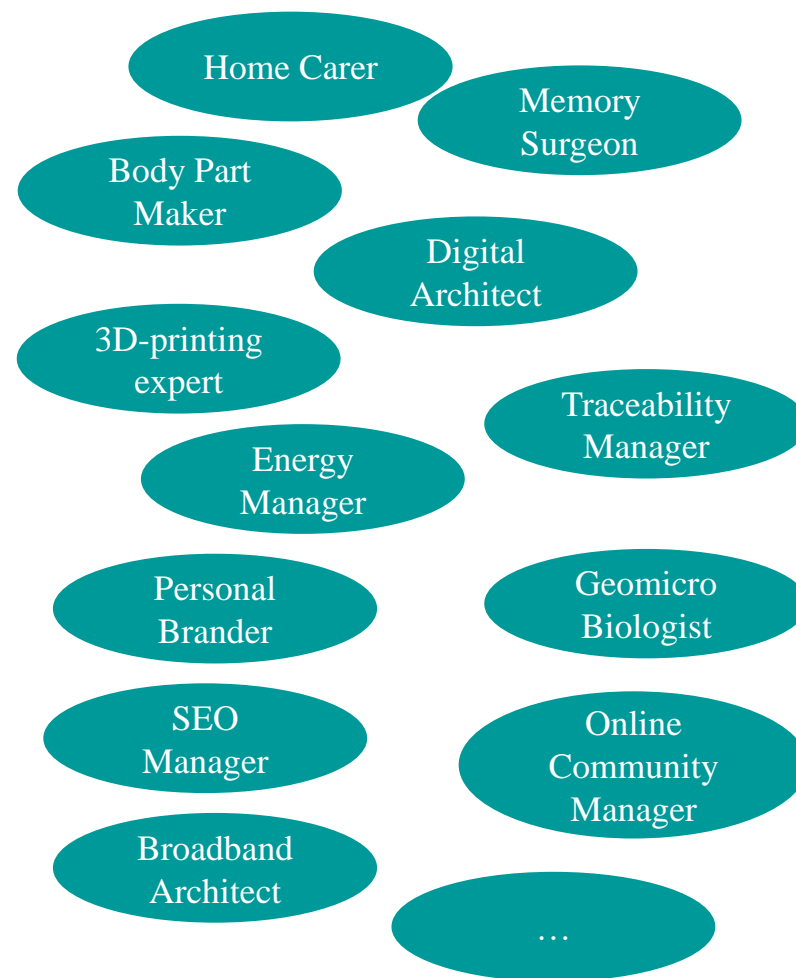 Home Carer
Memory
Surgeon
Body Part
Maker
Digital
Architect
3D-printing
expert
Traceability
Manager
Energy
Manager
Personal
Brander
Geomicro
Biologist
SEO
Manager
Online
Community
Manager
Broadband
Architect
…